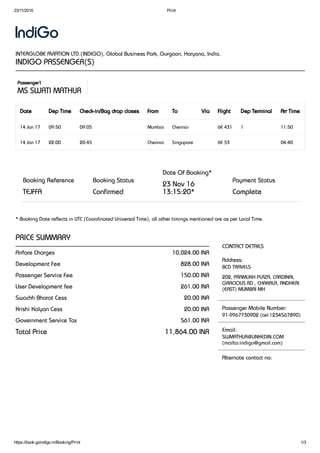 23/11/2016 Print
IndiGo
INTERGLOBE AVIATION LTD.(INDIGO), Global Business Park, Gurgaon, Haryana, India.
INDIGO PASSENGER(S)
Passenger1
MS SWATI MATHUR
Date Dep Time Check-in/Bag drop closes From To Via Flight Dep Terminal Arr Time
14 Jan 17 09:50 09:05 Mumbai Chennai 6E 431 1 11:50
14 Jan 17 22:00 20:45 Chennai Singapore 6E 53 04:40
Booking Reference Booking Status Date Of Booking* Payment Status
TEJFFA Confirmed 23 Nov 16 13:15:20* Complete
* Booking Date reflects in UTC (Coordinated Universal Time), all other timings mentioned are as per Local Time.
PRICE SUMMARY
Airfare Charges 10,024.00 INR
Development Fee 828.00 INR
Passenger Service Fee 150.00 INR
User Development fee 261.00 INR
Swachh Bharat Cess 20.00 INR
Krishi Kalyan Cess 20.00 INR
Government Service Tax 561.00 INR
Total Price 11,864.00 INR
CONTACT DETAILS
Address:
BCD TRAVELS
202, PARAMUKH PLAZA, CARDINAL
GRACIOUS RD., CHAKALA, ANDHERI
(EAST) MUMBAI MH
Passenger Mobile Number:
91-9967730902 (tel:1234567890)
Email:
SWMATHUR@LINKEDIN.COM
(mailto:indigo@gmail.com)
Alternate contact no:
https://book.goindigo.in/Booking/Print 1/3